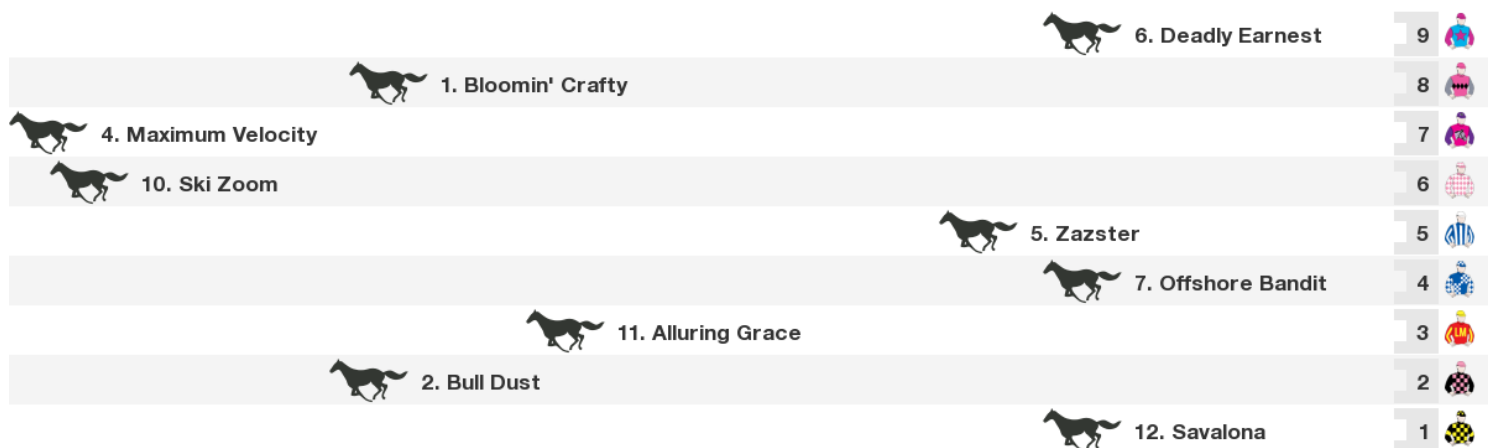 6. Deadly Earnest 9
1. Bloomin' Crafty 8
4. Maximum Velocity 7
10. Ski Zoom 6
5. Zazster 5
7. Offshore Bandit 4
11. Alluring Grace 3
LM
2. Bull Dust 2
12. Savalona 1